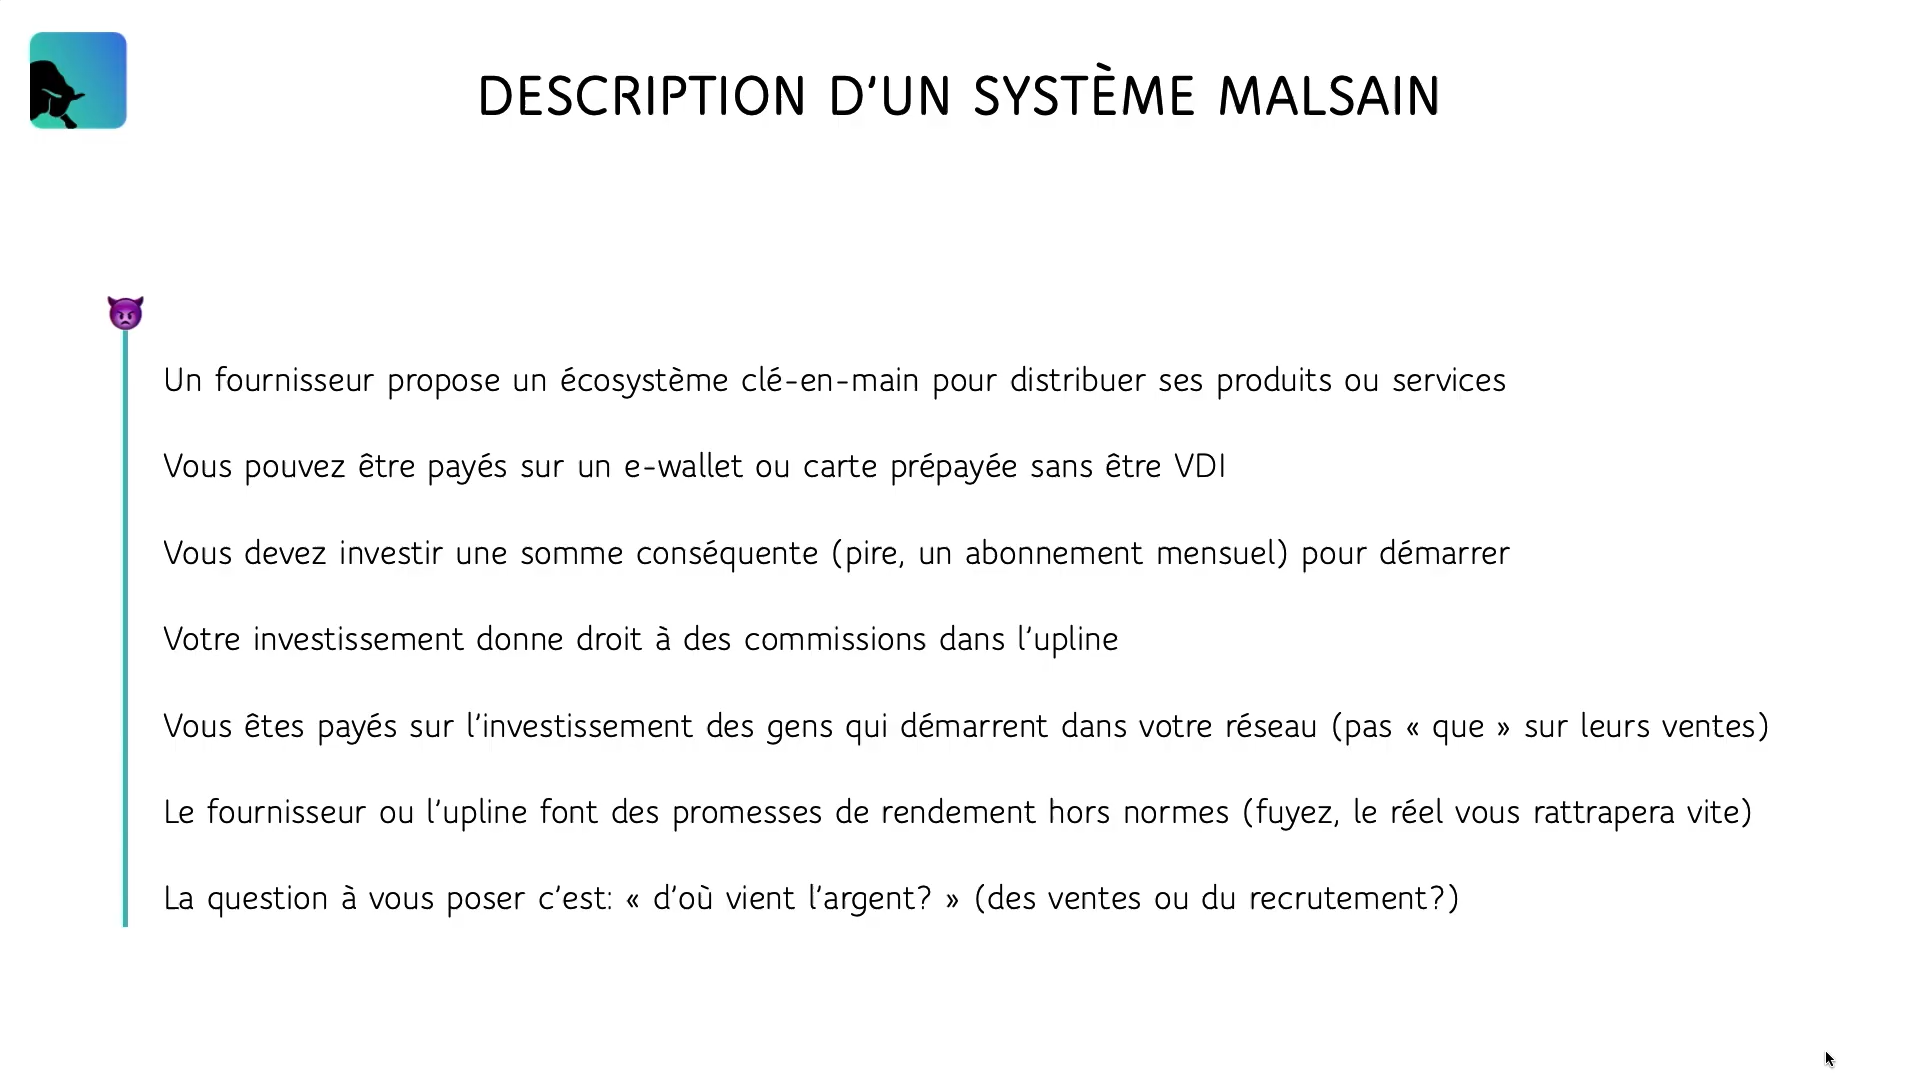 DESCRIPTION D’UN SYSTÈME MALSAIN
Un fournisseur propose un écosystème clé-en-main pour distribuer ses produits ou services
Vous pouvez être payés sur un e-wallet ou carte prépayée sans être VDI
Vous devez investir une somme conséquente (pire, un abonnement mensuel) pour démarrer
Votre investissement donne droit à des commissions dans l’upline
Vous êtes payés sur l’investissement des gens qui démarrent dans votre réseau (pas « que » sur leurs ventes)
Le fournisseur ou l’upline font des promesses de rendement hors normes (fuyez, le réel vous rattrapera vite)
La question à vous poser c’est: « d’où vient l’argent? » (des ventes ou du recrutement?)